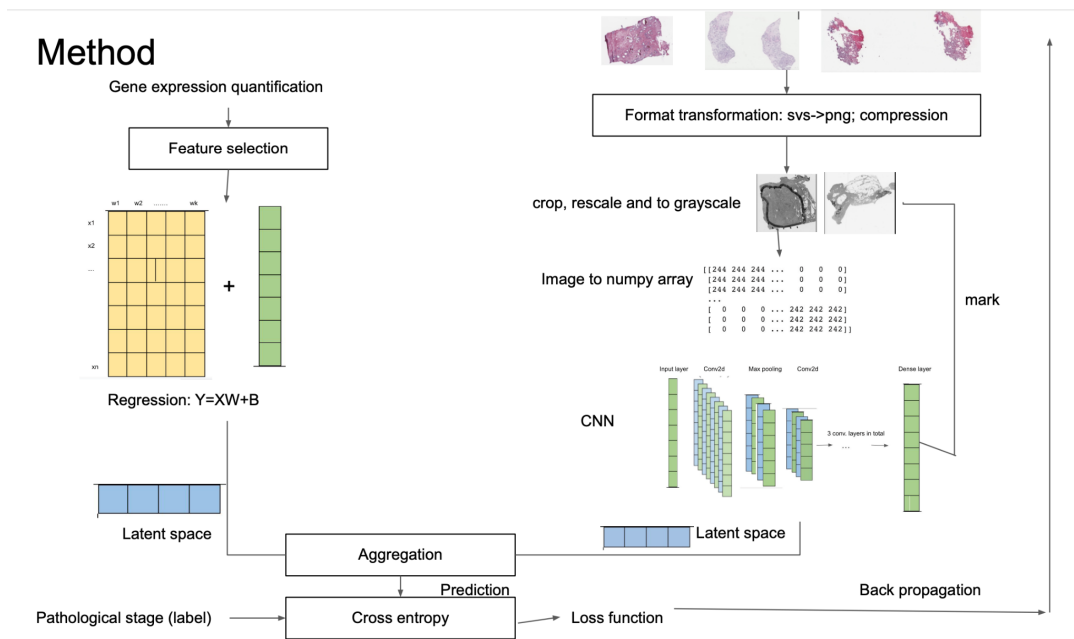 Method
Gene expression quantification
Feature selection
w1 w2 ....... wk
x1
x2
...
xn
+
Regression: Y=XW+B
Latent space
Format transformation: svs->png; compression
crop, rescale and to grayscale
Image to numpy array
[[244 244 244 ... 0 0 0]
[244 244 244 ... 0 0 0]
[244 244 244 ... 0 0 0]
...
[ 0 0 0 ... 242 242 242]
[ 0 0 0 ... 242 242 242]
[ 0 0 0 ... 242 242 242]]
mark
Input layer Conv2d Max pooling Conv2d Dense layer
CNN
3 conv. layers in total
...
Latent space
Aggregation
Prediction
Back propagation
Pathological stage (label)
Cross entropy
Loss function